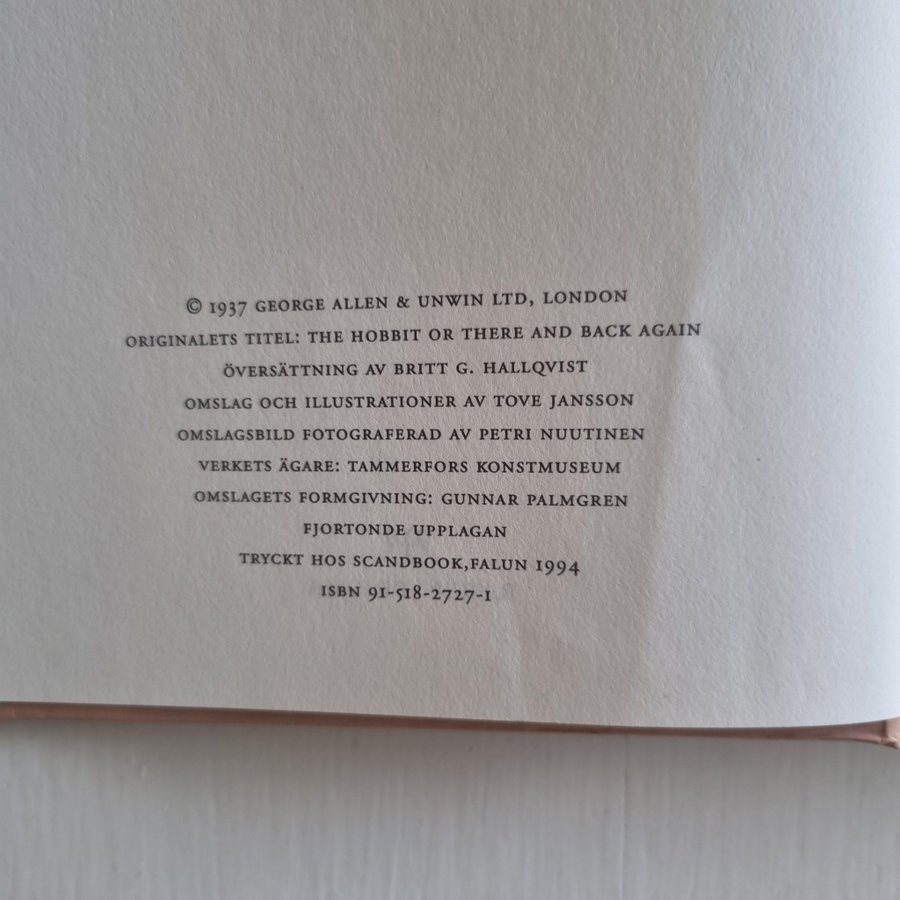 © 1937 GEORGE ALLEN & UNWIN LTD, LONDON
ORIGINALETS TITEL: THE HOBBIT OR THERE AND BACK AGAIN
ÖVERSÄTTNING AV BRITT G. HALLQVIST
OMSLAG OCH ILLUSTRATIONER AV TOVE JANSSON
OMSLAGSBILD FOTOGRAFERAD AV PETRI NUUTINEN
VERKETS ÄGARE: TAMMERFORS KONSTMUSEUM
OMSLAGETS FORMGIVNING: GUNNAR PALMGREN
FJORTONDE UPPLAGAN
TRYCKT HOS SCANDBOOK,FALUN 1994
ISBN 91-518-2727-1